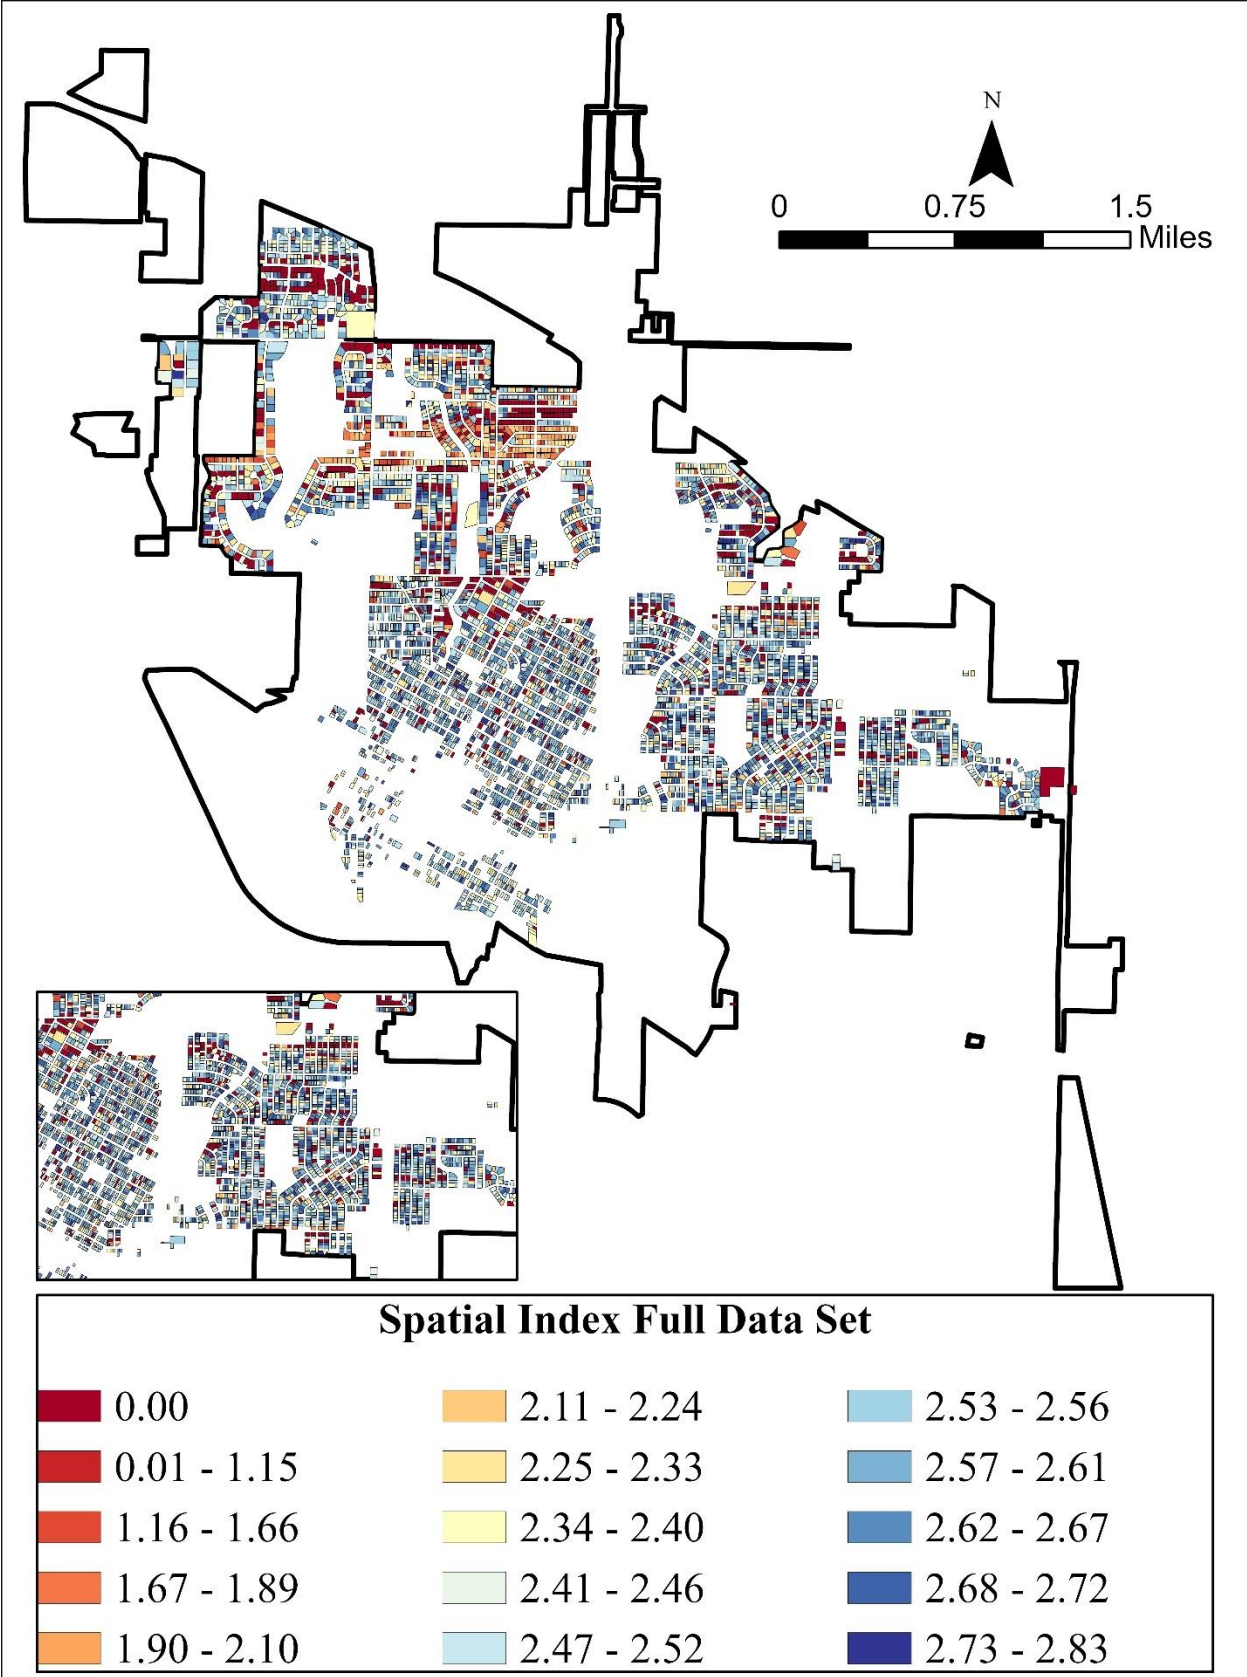 N
0 0.75 1.5
Miles
Spatial Index Full Data Set
0.00 2.11 - 2.24 2.53 - 2.56
0.01 - 1.15 2.25 - 2.33 2.57 - 2.61
1.16 - 1.66 2.34 - 2.40 2.62 - 2.67
1.67 - 1.89 2.41 - 2.46 2.68 - 2.72
1.90 - 2.10 2.47 - 2.52 2.73 - 2.83